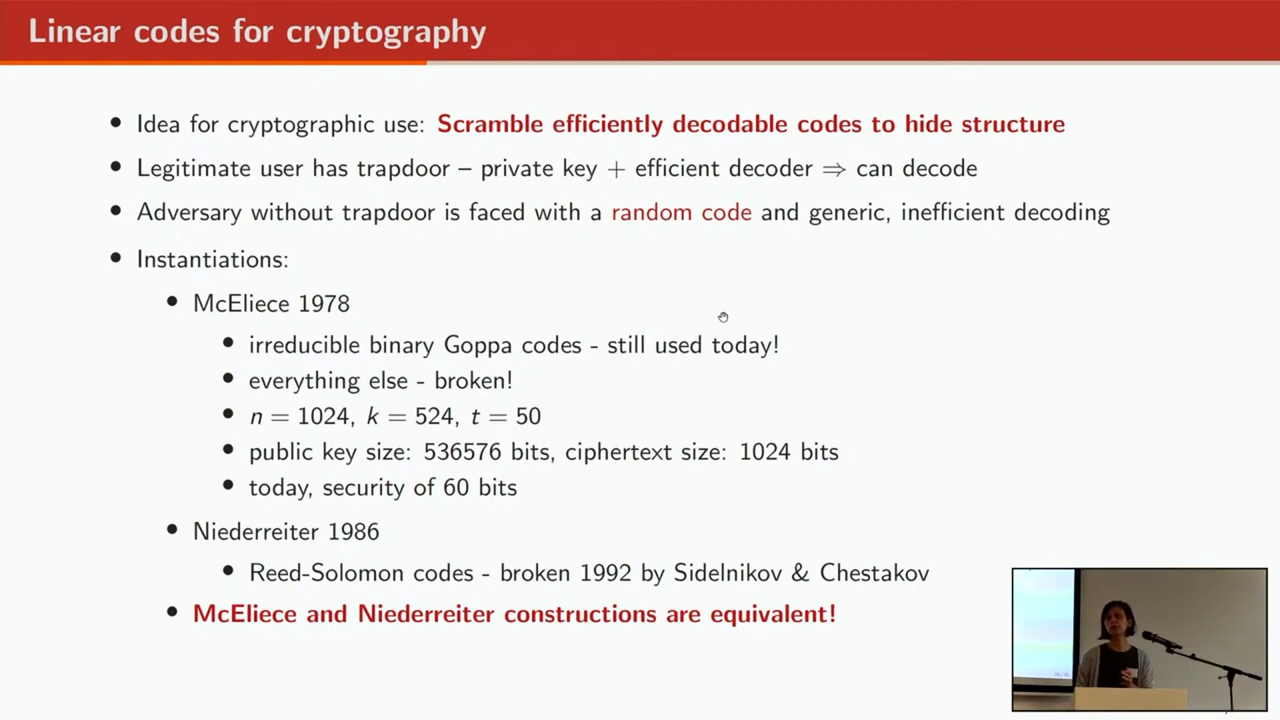 Linear codes for cryptography
• Idea for cryptographic use: Scramble efficiently decodable codes to hide structure
• Legitimate user has trapdoor – private key + efficient decoder ⇒ can decode
• Adversary without trapdoor is faced with a random code and generic, inefficient decoding
• Instantiations:
• McEliece 1978
• irreducible binary Goppa codes - still used today!
• everything else - broken!
• n = 1024, k = 524, t = 50
• public key size: 536576 bits, ciphertext size: 1024 bits
• today, security of 60 bits
• Niederreiter 1986
• Reed-Solomon codes - broken 1992 by Sidelnikov & Chestakov
• McEliece and Niederreiter constructions are equivalent!